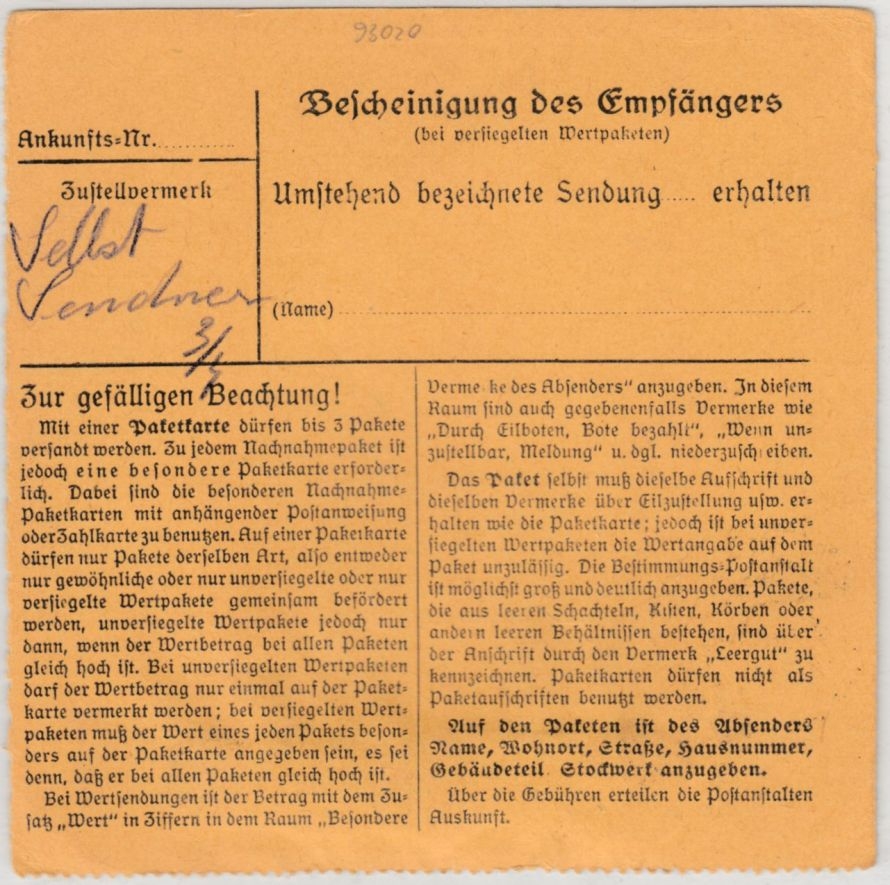 93020
Bescheinigung des Empfängers
(bei versiegelten Wertpaketen)
Ankunfts-Nr.
Zustellvermerk
Umstehend bezeichnete Sendung..... erhalten
Selbst
Sendner
(Name)
3/7
Zur gefälligen Beachtung!
Mit einer Paketkarte dürfen bis 3 Pakete
versandt werden. Zu jedem Nachnahmepaket ist
jedoch eine besondere Paketkarte erforder-
lich. Dabei sind die besonderen Nachnahme-
Paketkarten mit anhängender Postanweisung
oder Zahlkarte zu benutzen. Auf einer Paketkarte
dürfen nur Pakete derselben Art, also entweder
nur gewöhnliche oder nur unversiegelte oder nur
versiegelte Wertpakete gemeinsam befördert
werden, unversiegelte Wertpakete jedoch nur
dann, wenn der Wertbetrag bei allen Paketen
gleich hoch ist. Bei unversiegelten Wertpaketen
darf der Wertbetrag nur einmal auf der Paket-
karte vermerkt werden; bei versiegelten Wert-
paketen muß der Wert eines jeden Pakets beson-
ders auf der Paketkarte angegeben sein, es sei
denn, daß er bei allen Paketen gleich hoch ist.
Bei Wertsendungen ist der Betrag mit dem Zu-
satz „Wert“ in Ziffern in dem Raum „Besondere
Vermerke des Absenders“ anzugeben. In diesem
Raum sind auch gegebenenfalls Vermerke wie
„Durch Eilboten, Bote bezahlt“, „Wenn un-
zustellbar, Meldung“ u. dgl. niederzuschreiben.
Das Paket selbst muß dieselbe Aufschrift und
dieselben Vermerke über Eilzustellung usw. er-
halten wie die Paketkarte; jedoch ist bei unver-
siegelten Wertpaketen die Wertangabe auf dem
Paket unzulässig. Die Bestimmungs-Postanstalt
ist möglichst groß und deutlich anzugeben. Pakete,
die aus leeren Schachteln, Kisten, Körben oder
andern leeren Behältnissen bestehen, sind über
der Anschrift durch den Vermerk „Leergut“ zu
kennzeichnen. Paketkarten dürfen nicht als
Paketaufschriften benutzt werden.
Auf den Paketen ist des Absenders
Name, Wohnort, Straße, Hausnummer,
Gebäudeteil Stockwerk anzugeben.
Über die Gebühren erteilen die Postanstalten
Auskunft.